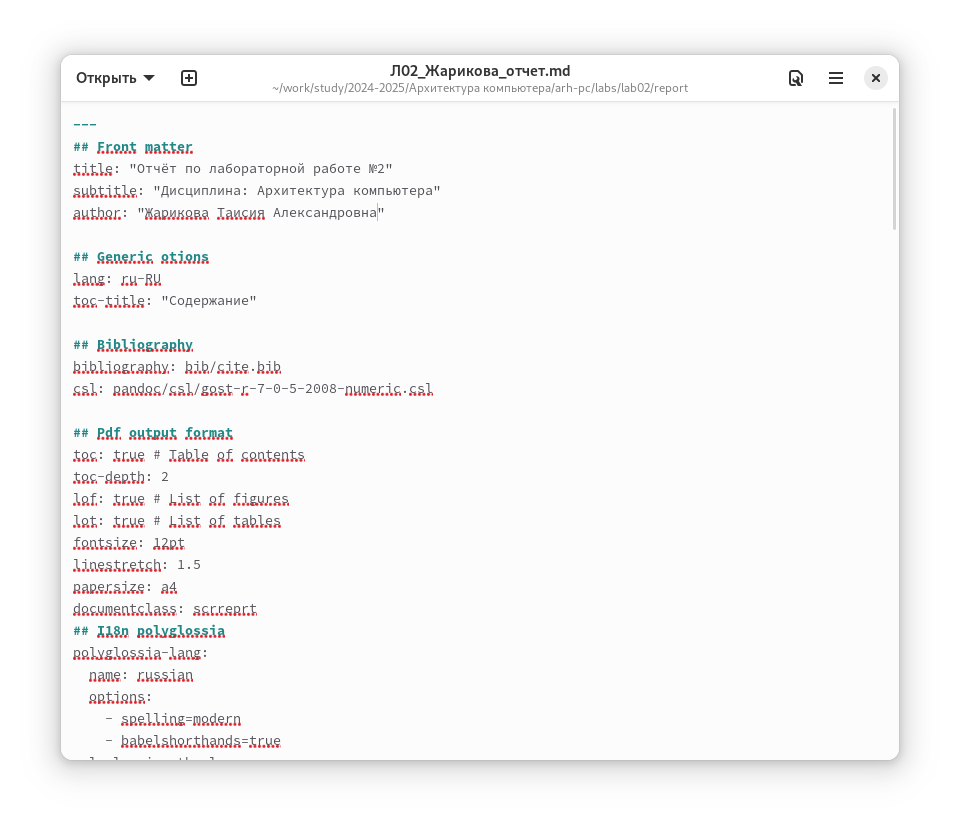 Открыть
Л02_Жарикова_отчет.md
~/work/study/2024-2025/Архитектура компьютера/arh-pc/labs/lab02/report
---
## Front matter
title: "Отчёт по лабораторной работе №2"
subtitle: "Дисциплина: Архитектура компьютера"
author: "Жарикова Таисия Александровна"
## Generic otions
lang: ru-RU
toc-title: "Содержание"
## Bibliography
bibliography: bib/cite.bib
csl: pandoc/csl/gost-r-7-0-5-2008-numeric.csl
## Pdf output format
toc: true # Table of contents
toc-depth: 2
lof: true # List of figures
lot: true # List of tables
fontsize: 12pt
linestretch: 1.5
papersize: a4
documentclass: scrreprt
## I18n polyglossia
polyglossia-lang:
  name: russian
  options:
    - spelling=modern
    - babelshorthands=true